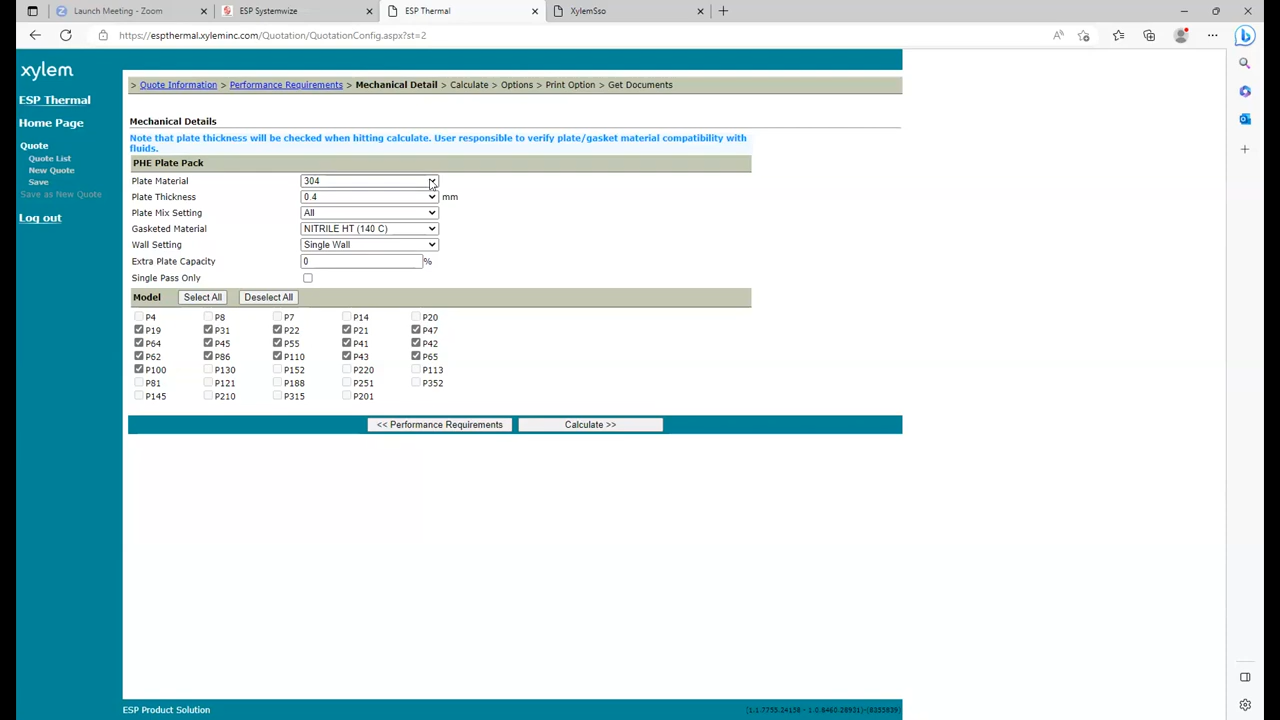 Launch Meeting - Zoom
ESP Systemwize
ESP Thermal
XylemSso
https://espthermal.xyleminc.com/Quotation/QuotationConfig.aspx?st=2
xylem
ESP Thermal
Home Page
Quote
Quote List
New Quote
Save
Save as New Quote
Log out
> Quote Information > Performance Requirements > Mechanical Detail > Calculate > Options > Print Option > Get Documents
Mechanical Details
Note that plate thickness will be checked when hitting calculate. User responsible to verify plate/gasket material compatibility with
fluids.
PHE Plate Pack
Plate Material 304
Plate Thickness 0.4 mm
Plate Mix Setting All
Gasketed Material NITRILE HT (140 C)
Wall Setting Single Wall
Extra Plate Capacity 0 %
Single Pass Only
Model Select All Deselect All
P4 P8 P7 P14 P20
P19 P31 P22 P21 P47
P64 P45 P55 P41 P42
P62 P86 P110 P43 P65
P100 P130 P152 P220 P113
P81 P121 P188 P251 P352
P145 P210 P315 P201
<< Performance Requirements Calculate >>
ESP Product Solution